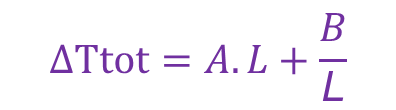 ΔTtot = A.L + B/L